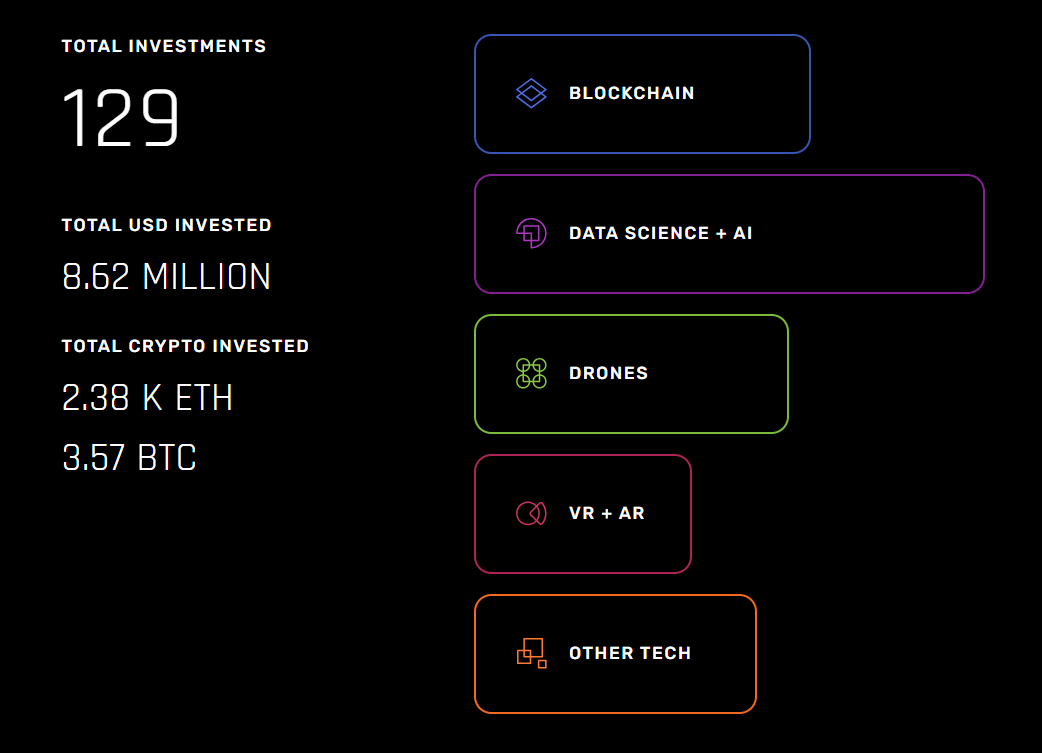 TOTAL INVESTMENTS
129
TOTAL USD INVESTED
8.62 MILLION
TOTAL CRYPTO INVESTED
2.38 K ETH
3.57 BTC
BLOCKCHAIN
DATA SCIENCE + AI
DRONES
VR + AR
OTHER TECH